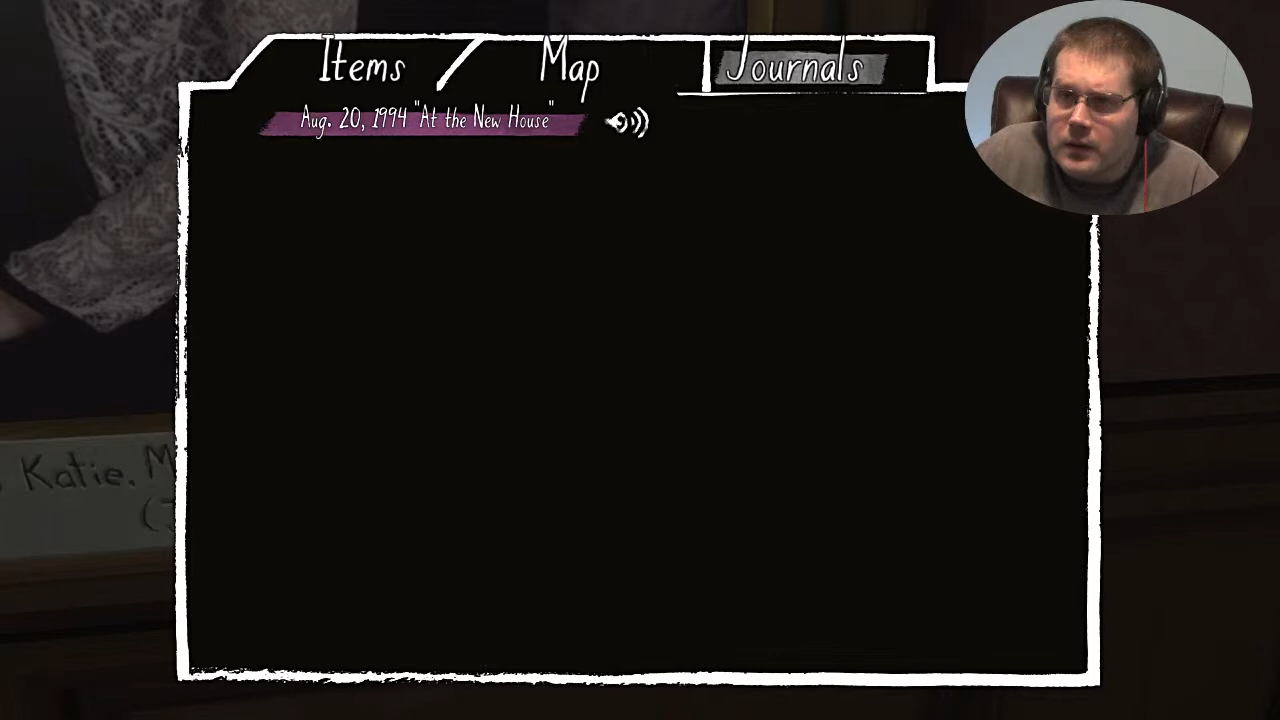 Items Map Journals
Aug. 20, 1994 "At the New House"
Katie.